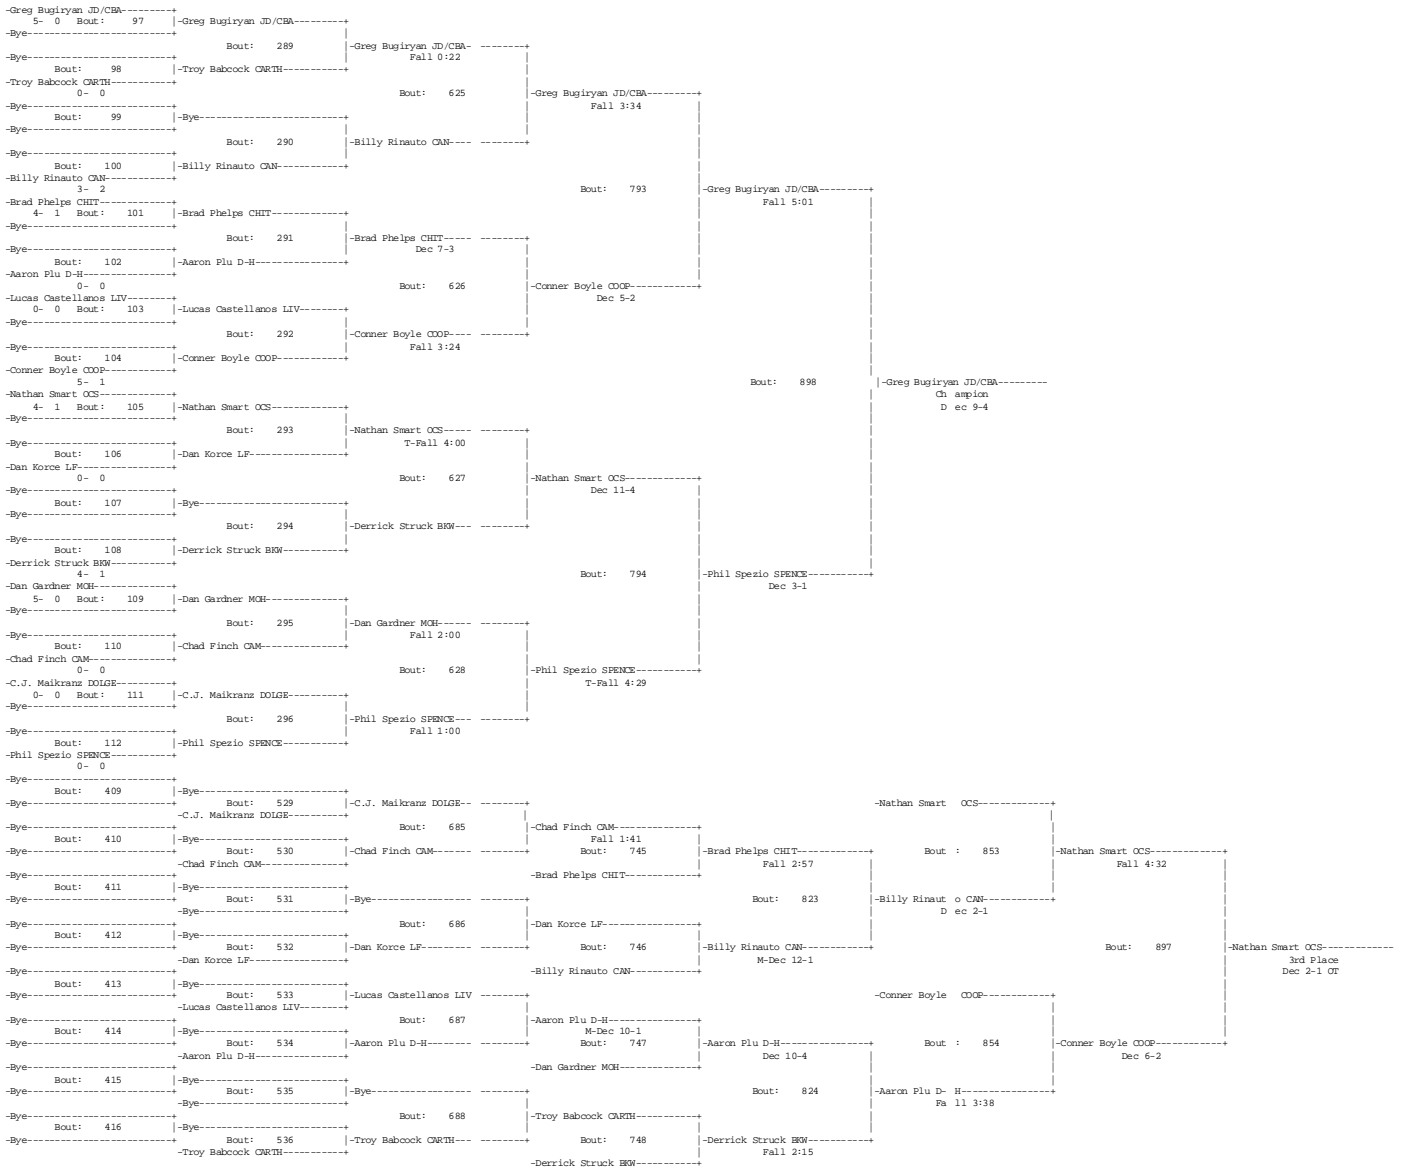 -Greg Bugiryan JD/CBA---------+
5- 0 Bout: 97 |-Greg Bugiryan JD/CBA---------+
-Bye---------------------------+
Bout: 289 |-Greg Bugiryan JD/CBA- --------+
-Bye---------------------------+ Fall 0:22
Bout: 98 |-Troy Babcock CARTH-----------+
-Troy Babcock CARTH-----------+
0- 0 Bout: 625 |-Greg Bugiryan JD/CBA---------+
-Bye---------------------------+ Fall 3:34
Bout: 99 |-Bye---------------------------+
-Bye---------------------------+
Bout: 290 |-Billy Rinauto CAN---- --------+
-Bye---------------------------+
Bout: 100 |-Billy Rinauto CAN------------+
-Billy Rinauto CAN------------+
3- 2 Bout: 793 |-Greg Bugiryan JD/CBA---------+
-Brad Phelps CHIT-------------+ Fall 5:01
4- 1 Bout: 101 |-Brad Phelps CHIT-------------+
-Bye---------------------------+
Bout: 291 |-Brad Phelps CHIT----- --------+
-Bye---------------------------+ Dec 7-3
Bout: 102 |-Aaron Plu D-H----------------+
-Aaron Plu D-H----------------+
0- 0 Bout: 626 |-Conner Boyle COOP------------+
-Lucas Castellanos LIV--------+ Dec 5-2
0- 0 Bout: 103 |-Lucas Castellanos LIV--------+
-Bye---------------------------+
Bout: 292 |-Conner Boyle COOP---- --------+
-Bye---------------------------+ Fall 3:24
Bout: 104 |-Conner Boyle COOP------------+
-Conner Boyle COOP------------+
5- 1 Bout: 898 |-Greg Bugiryan JD/CBA---------
-Nathan Smart OCS-------------+ Ch ampion
4- 1 Bout: 105 |-Nathan Smart OCS-------------+ D ec 9-4
-Bye---------------------------+
Bout: 293 |-Nathan Smart OCS----- --------+
-Bye---------------------------+ T-Fall 4:00
Bout: 106 |-Dan Korce LF-----------------+
-Dan Korce LF-----------------+
0- 0 Bout: 627 |-Nathan Smart OCS-------------+
-Bye---------------------------+ Dec 11-4
Bout: 107 |-Bye---------------------------+
-Bye---------------------------+
Bout: 294 |-Derrick Struck BKW--- --------+
-Bye---------------------------+
Bout: 108 |-Derrick Struck BKW-----------+
-Derrick Struck BKW-----------+
4- 1 Bout: 794 |-Phil Spezio SPENCE-----------+
-Dan Gardner MOH--------------+ Dec 3-1
5- 0 Bout: 109 |-Dan Gardner MOH--------------+
-Bye---------------------------+
Bout: 295 |-Dan Gardner MOH------ --------+
-Bye---------------------------+ Fall 2:00
Bout: 110 |-Chad Finch CAM---------------+
-Chad Finch CAM---------------+
0- 0 Bout: 628 |-Phil Spezio SPENCE-----------+
-C.J. Maikranz DOLGE----------+ T-Fall 4:29
0- 0 Bout: 111 |-C.J. Maikranz DOLGE----------+
-Bye---------------------------+
Bout: 296 |-Phil Spezio SPENCE--- --------+
-Bye---------------------------+ Fall 1:00
Bout: 112 |-Phil Spezio SPENCE-----------+
-Phil Spezio SPENCE-----------+
0- 0
-Bye---------------------------+
Bout: 409 |-Bye---------------------------+
-Bye---------------------------+ Bout: 529 |-C.J. Maikranz DOLGE-- --------+ -Nathan Smart OCS-------------+
-C.J. Maikranz DOLGE----------+
-Bye---------------------------+ Bout: 685 |-Chad Finch CAM---------------+
Bout: 410 |-Bye---------------------------+ Fall 1:41
-Bye---------------------------+ Bout: 530 |-Chad Finch CAM------- --------+ Bout: 745 |-Brad Phelps CHIT-------------+ Bout : 853 |-Nathan Smart OCS-------------+
-Chad Finch CAM---------------+ Fall 2:57 Fall 4:32
-Bye---------------------------+ -Brad Phelps CHIT-------------+
Bout: 411 |-Bye---------------------------+
-Bye---------------------------+ Bout: 531 |-Bye------------------ --------+ Bout: 823 |-Billy Rinaut o CAN------------+
-Bye---------------------------+ D ec 2-1
-Bye---------------------------+ Bout: 686 |-Dan Korce LF-----------------+
Bout: 412 |-Bye---------------------------+
-Bye---------------------------+ Bout: 532 |-Dan Korce LF--------- --------+ Bout: 746 |-Billy Rinauto CAN------------+ Bout: 897 |-Nathan Smart OCS-------------
-Dan Korce LF-----------------+ M-Dec 12-1 3rd Place
-Bye---------------------------+ -Billy Rinauto CAN------------+ Dec 2-1 OT
Bout: 413 |-Bye---------------------------+
-Bye---------------------------+ Bout: 533 |-Lucas Castellanos LIV --------+ -Conner Boyle COOP------------+
-Lucas Castellanos LIV--------+
-Bye---------------------------+ Bout: 687 |-Aaron Plu D-H----------------+
Bout: 414 |-Bye---------------------------+ M-Dec 10-1
-Bye---------------------------+ Bout: 534 |-Aaron Plu D-H-------- --------+ Bout: 747 |-Aaron Plu D-H----------------+ Bout : 854 |-Conner Boyle COOP------------+
-Aaron Plu D-H----------------+ Dec 10-4 Dec 6-2
-Bye---------------------------+ -Dan Gardner MOH--------------+
Bout: 415 |-Bye---------------------------+
-Bye---------------------------+ Bout: 535 |-Bye------------------ --------+ Bout: 824 |-Aaron Plu D- H----------------+
-Bye---------------------------+ Fa ll 3:38
-Bye---------------------------+ Bout: 688 |-Troy Babcock CARTH-----------+
Bout: 416 |-Bye---------------------------+
-Bye---------------------------+ Bout: 536 |-Troy Babcock CARTH--- --------+ Bout: 748 |-Derrick Struck BKW-----------+
-Troy Babcock CARTH-----------+ Fall 2:15
-Derrick Struck BKW-----------+